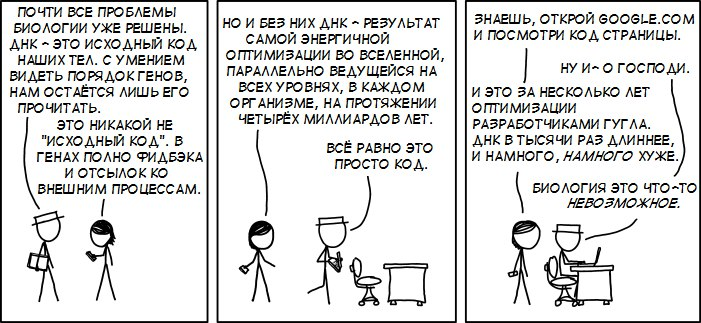 ПОЧТИ ВСЕ ПРОБЛЕМЫ
БИОЛОГИИ УЖЕ РЕШЕНЫ.
ДНК ~ ЭТО ИСХОДНЫЙ КОД
НАШИХ ТЕЛ. С УМЕНИЕМ
ВИДЕТЬ ПОРЯДОК ГЕНОВ,
НАМ ОСТАЁТСЯ ЛИШЬ ЕГО
ПРОЧИТАТЬ.
ЭТО НИКАКОЙ НЕ
"ИСХОДНЫЙ КОД". В
ГЕНАХ ПОЛНО ФИДБЭКА
И ОТСЫЛОК КО
ВНЕШНИМ ПРОЦЕССАМ.
НО И БЕЗ НИХ ДНК ~ РЕЗУЛЬТАТ
САМОЙ ЭНЕРГИЧНОЙ
ОПТИМИЗАЦИИ ВО ВСЕЛЕННОЙ,
ПАРАЛЛЕЛЬНО ВЕДУЩЕЙСЯ НА
ВСЕХ УРОВНЯХ, В КАЖДОМ
ОРГАНИЗМЕ, НА ПРОТЯЖЕНИИ
ЧЕТЫРЁХ МИЛЛИАРДОВ ЛЕТ.
ВСЁ РАВНО ЭТО
ПРОСТО КОД.
ЗНАЕШЬ, ОТКРОЙ GOOGLE.COM
И ПОСМОТРИ КОД СТРАНИЦЫ.
НУ И~ О ГОСПОДИ.
И ЭТО ЗА НЕСКОЛЬКО ЛЕТ
ОПТИМИЗАЦИИ
РАЗРАБОТЧИКАМИ ГУГЛА.
ДНК В ТЫСЯЧИ РАЗ ДЛИННЕЕ,
И НАМНОГО, НАМНОГО ХУЖЕ.
БИОЛОГИЯ ЭТО ЧТО~ТО
НЕВОЗМОЖНОЕ.